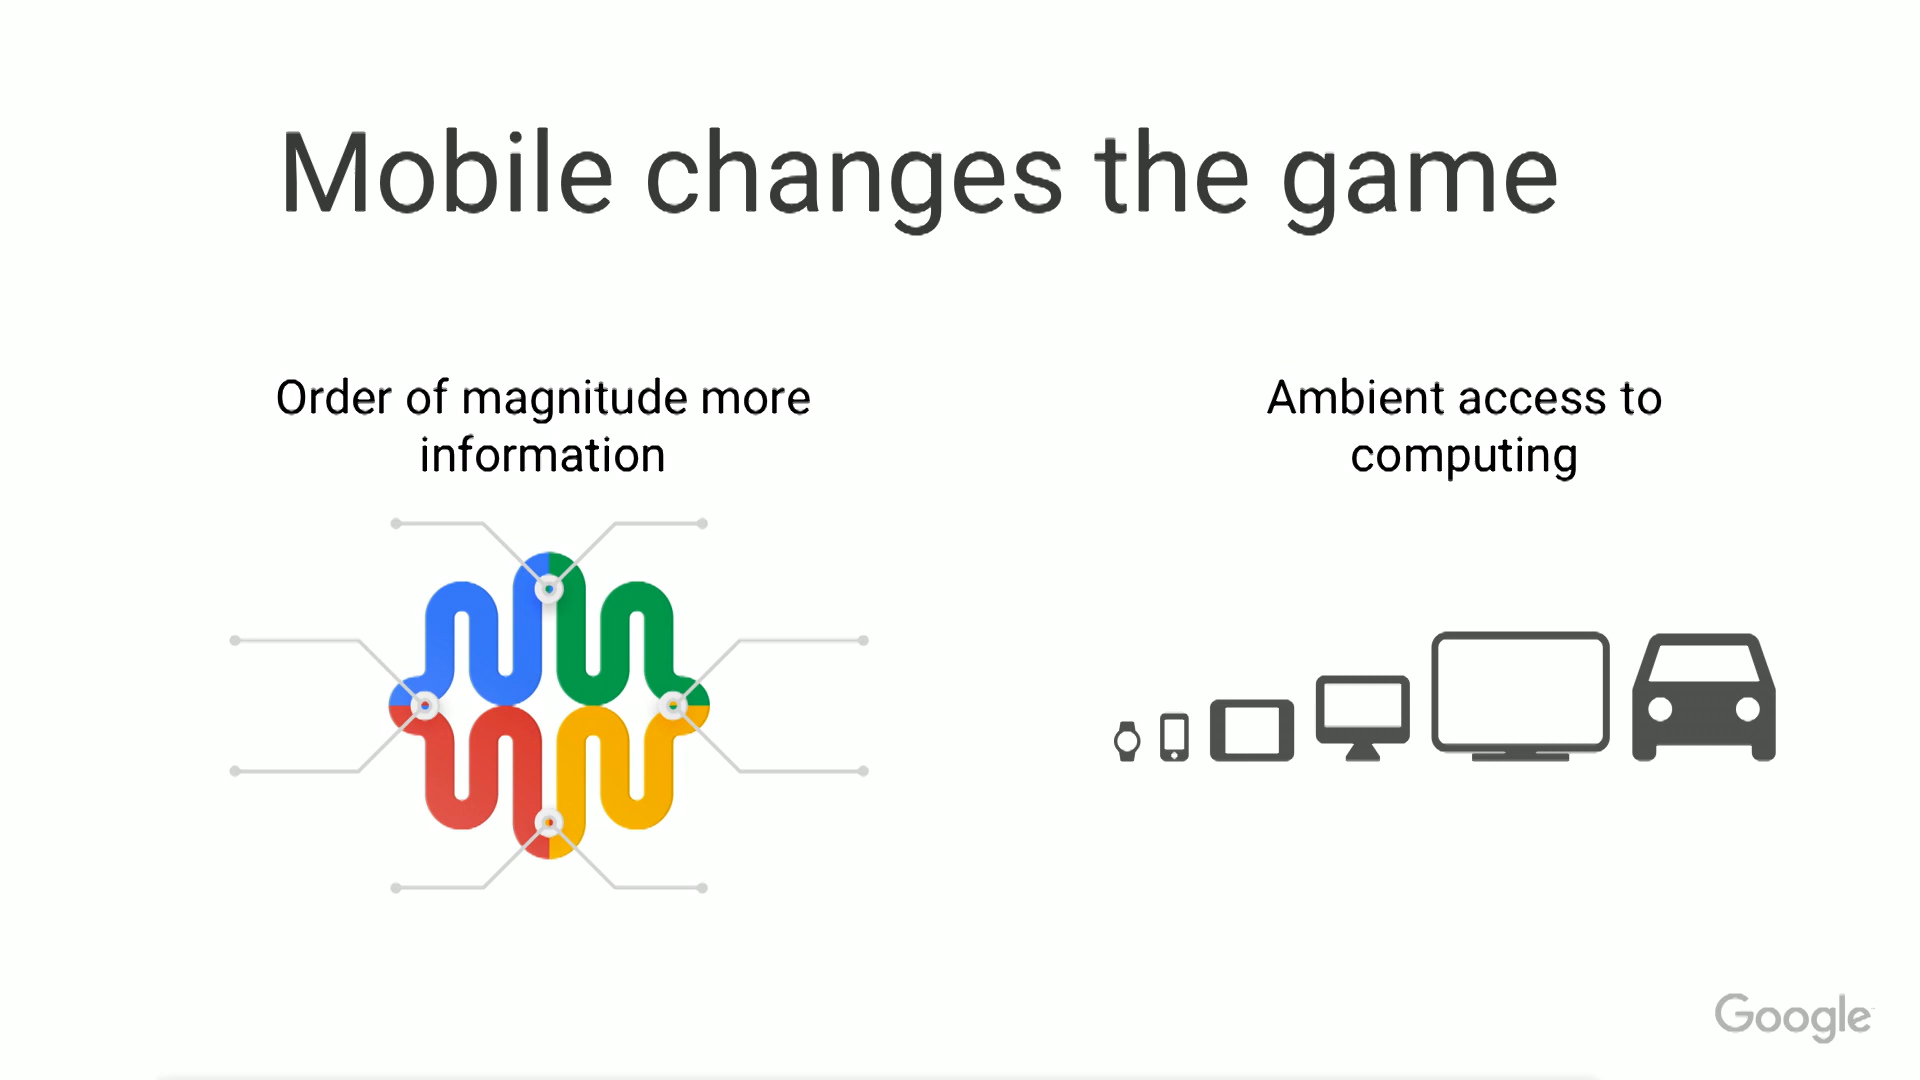 Mobile changes the game
Order of magnitude more
information
Ambient access to
computing
Google